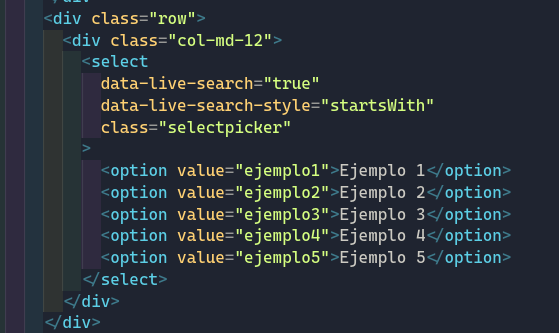 </div>
<div class="row">
<div class="col-md-12">
<select
data-live-search="true"
data-live-search-style="startsWith"
class="selectpicker"
>
<option value="ejemplo1">Ejemplo 1</option>
<option value="ejemplo2">Ejemplo 2</option>
<option value="ejemplo3">Ejemplo 3</option>
<option value="ejemplo4">Ejemplo 4</option>
<option value="ejemplo5">Ejemplo 5</option>
</select>
</div>
</div>